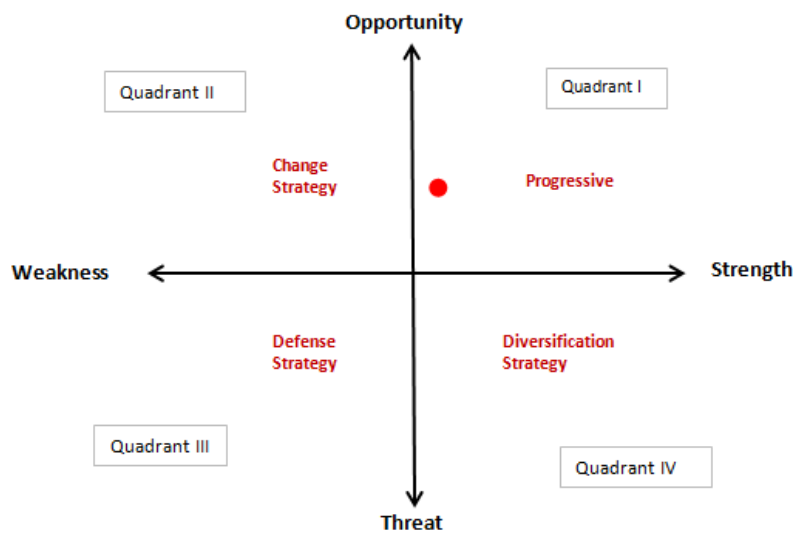 Opportunity
Quadrant II
Quadrant I
Change
Strategy
Progressive
Weakness
Strength
Defense
Strategy
Diversification
Strategy
Quadrant III
Quadrant IV
Threat